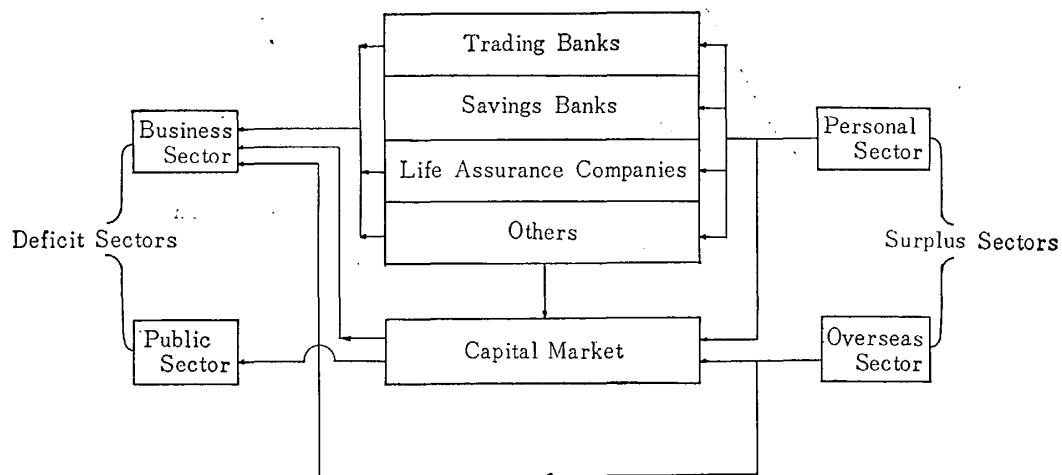 Trading Banks
Savings Banks
Business
Sector
Personal
Sector
Life Assurance Companies
Others
Deficit Sectors
Surplus Sectors
Public
Sector
Capital Market
Overseas
Sector